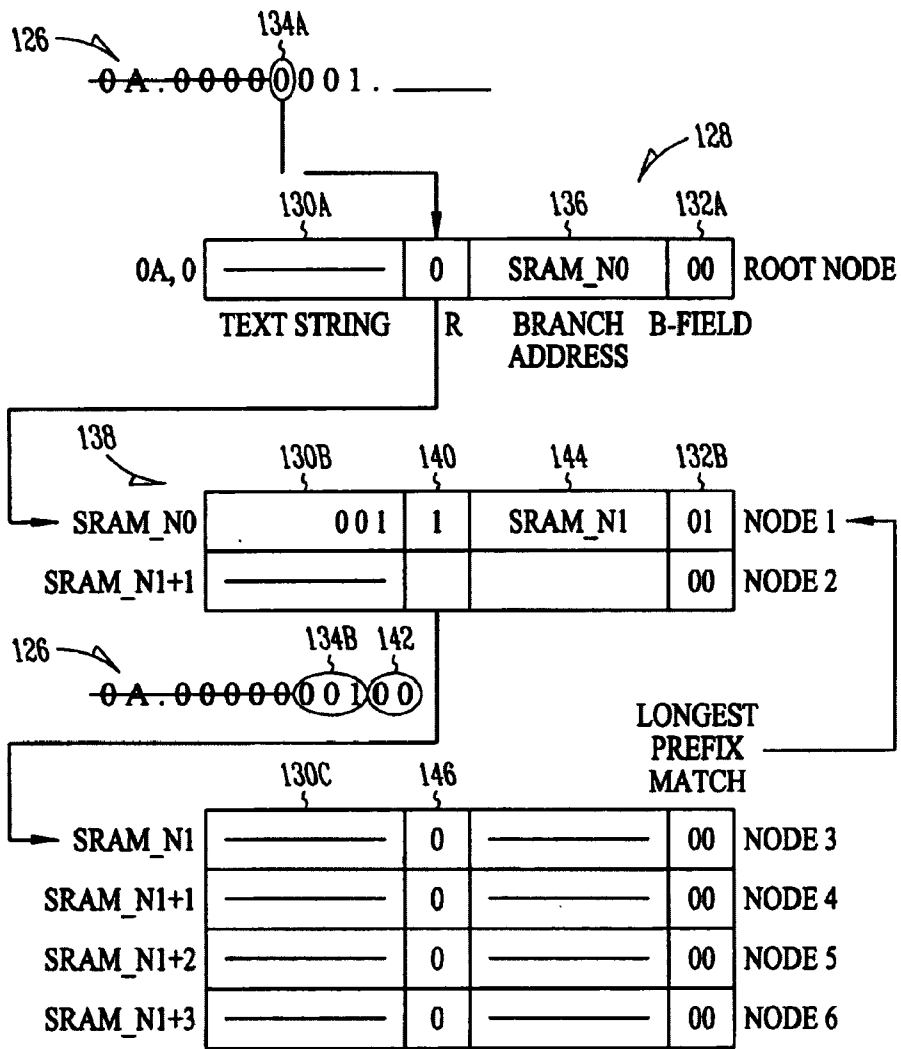 134A
126
0A.00000001. ________
128
130A 136 132A
0A, 0 0 SRAM_N0 00 ROOT NODE
TEXT STRING R BRANCH ADDRESS B-FIELD
138
130B 140 144 132B
SRAM_N0 001 1 SRAM_N1 01 NODE 1
SRAM_N1+1 00 NODE 2
134B 142
126
0A.0000000100
LONGEST
PREFIX
MATCH
130C 146
SRAM_N1 0 00 NODE 3
SRAM_N1+1 0 00 NODE 4
SRAM_N1+2 0 00 NODE 5
SRAM_N1+3 0 00 NODE 6